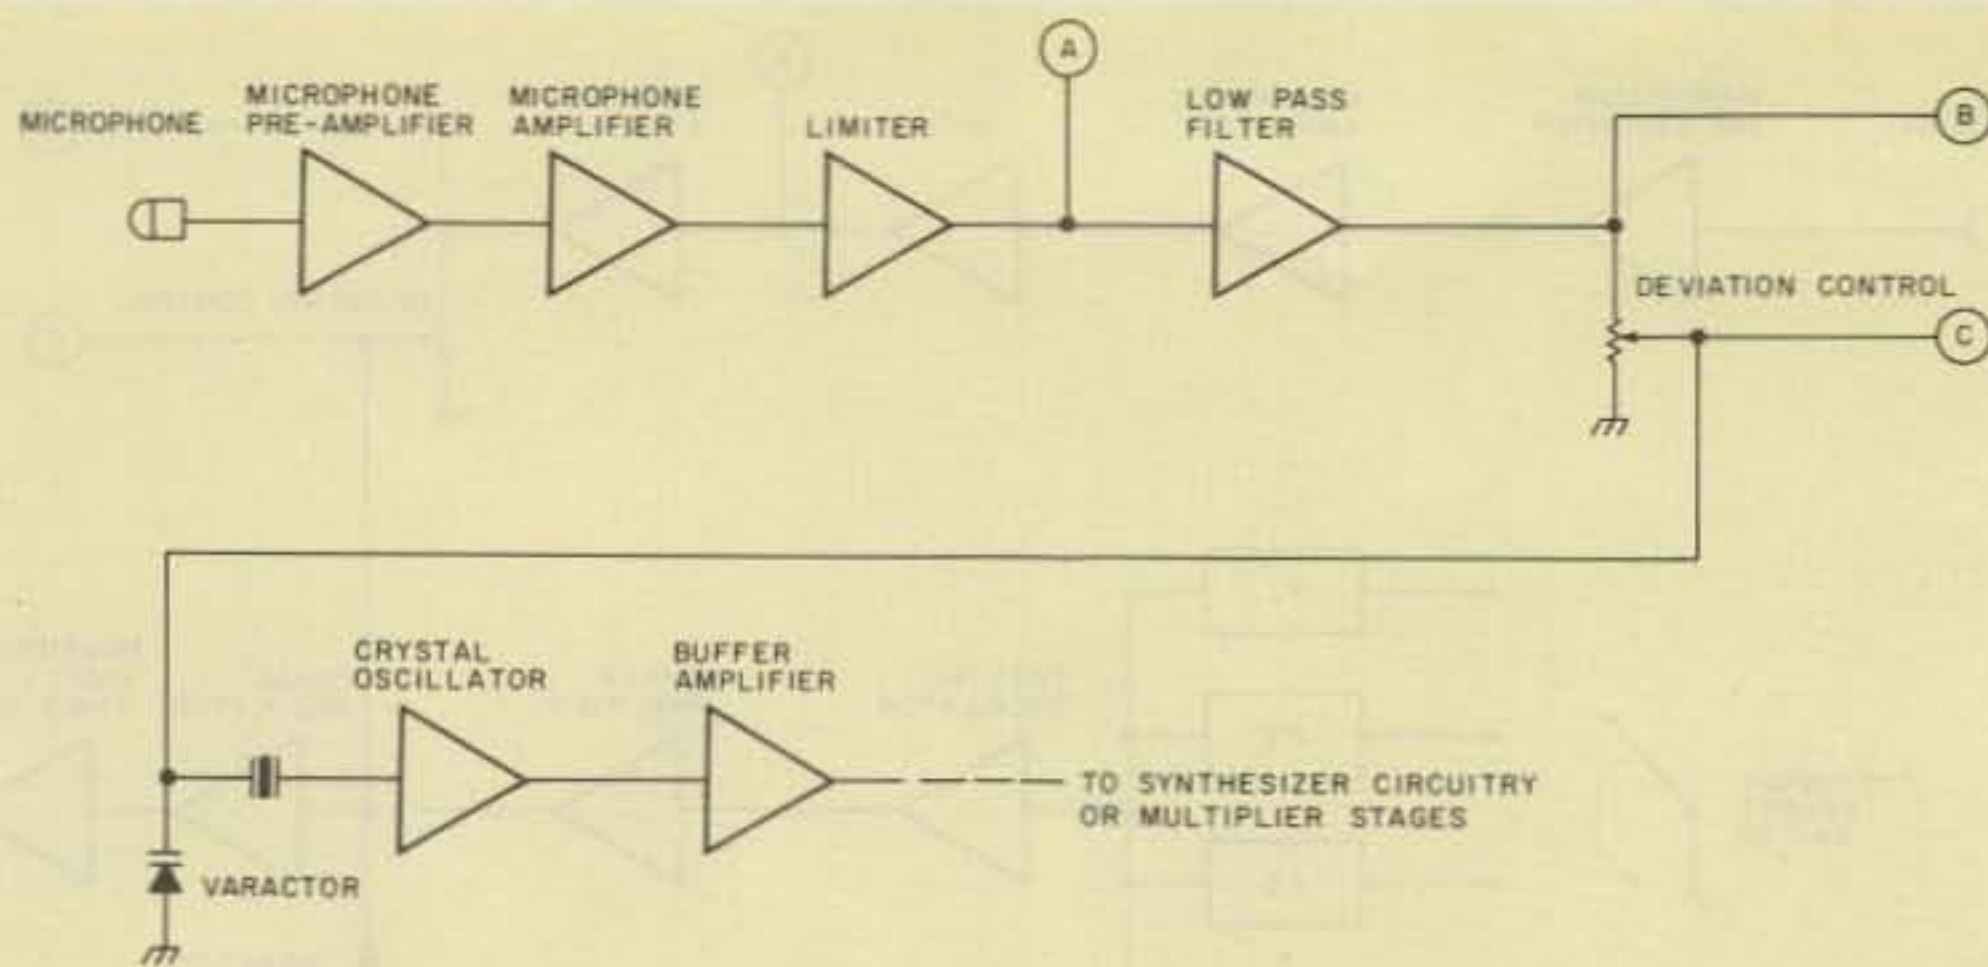 A
MICROPHONE
MICROPHONE
PRE-AMPLIFIER
MICROPHONE
AMPLIFIER
LIMITER
LOW PASS
FILTER
B
DEVIATION CONTROL
C
CRYSTAL
OSCILLATOR
BUFFER
AMPLIFIER
TO SYNTHESIZER CIRCUITRY
OR MULTIPLIER STAGES
VARACTOR